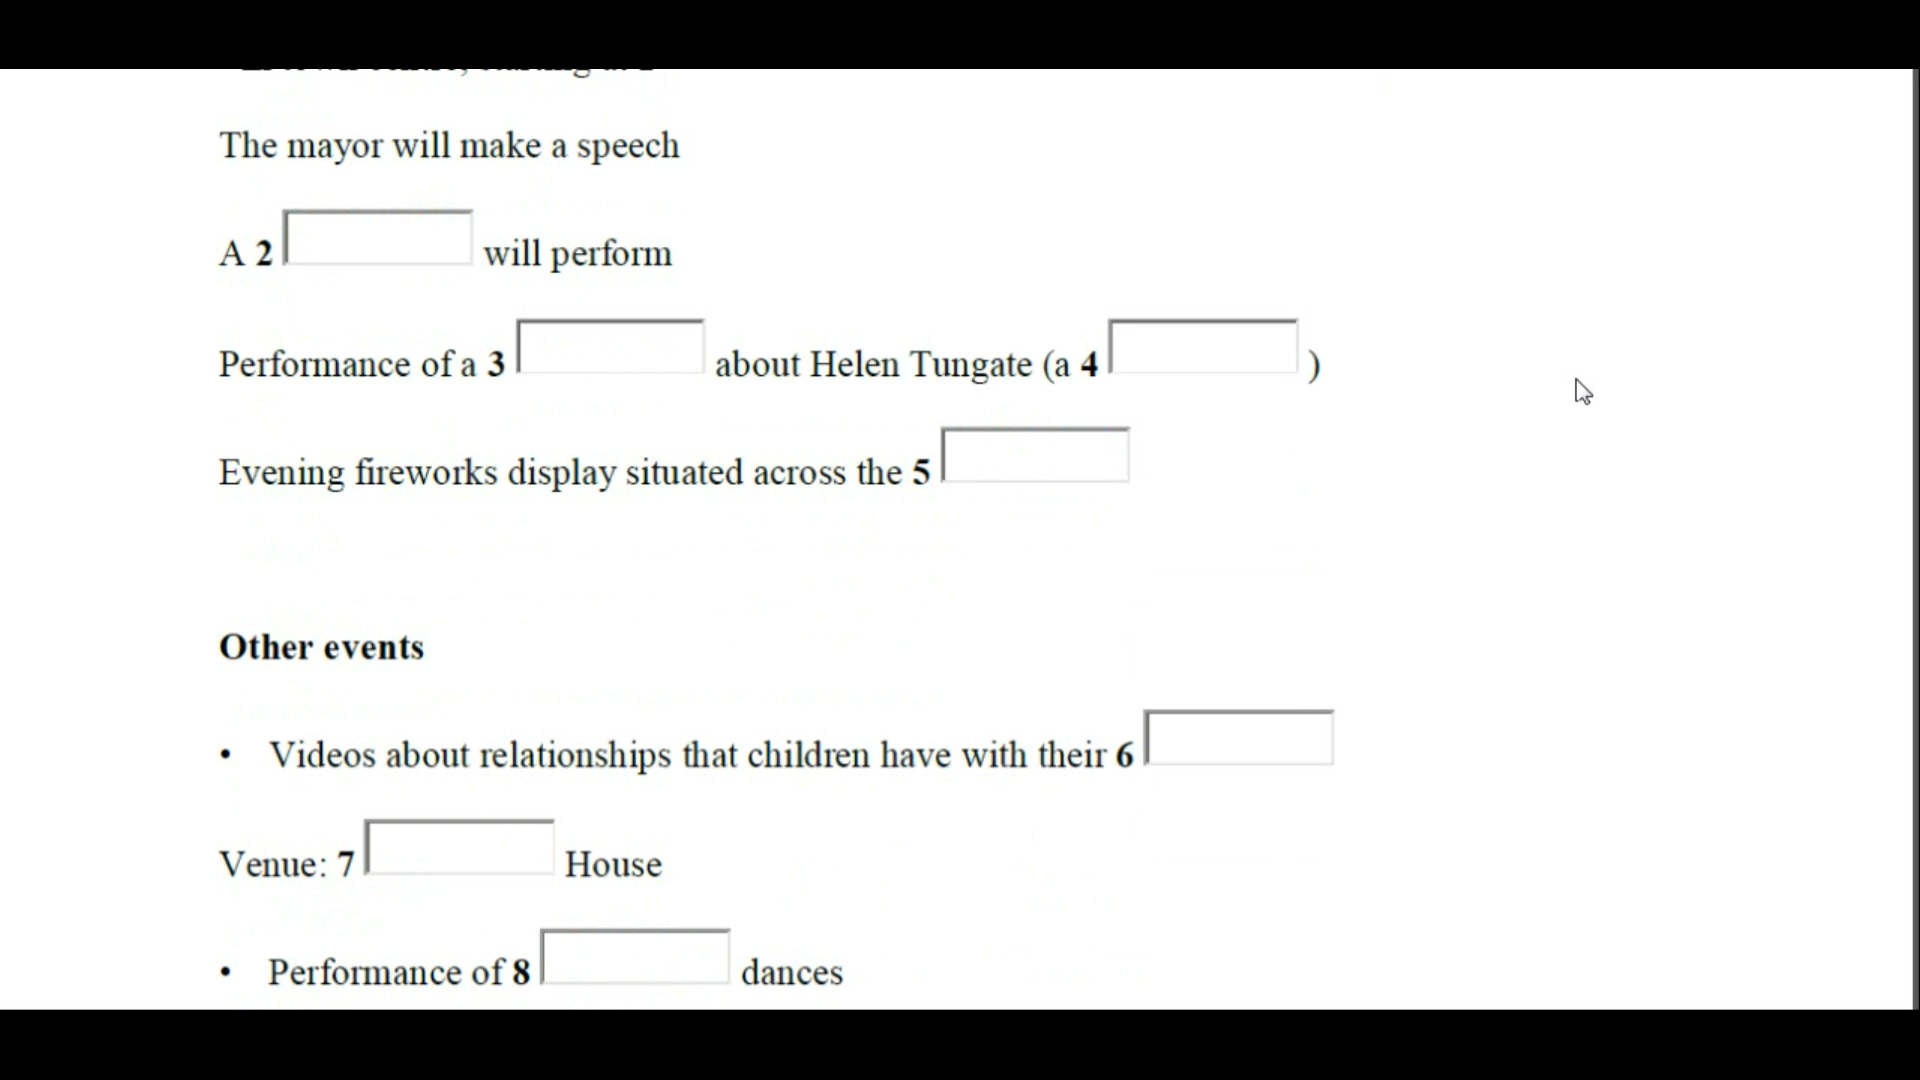 The mayor will make a speech
A 2 will perform
Performance of a 3 about Helen Tungate (a 4 )
Evening fireworks display situated across the 5
Other events
• Videos about relationships that children have with their 6
Venue: 7 House
• Performance of 8 dances